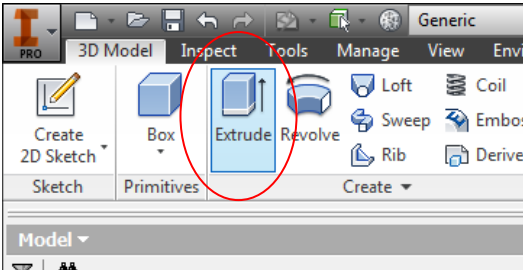 PRO
Generic
3D Model Inspect Tools Manage View Envi
Create
2D Sketch
Box
Extrude
Revolve
Loft
Sweep
Rib
Coil
Embos
Derive
Sketch
Primitives
Create
Model